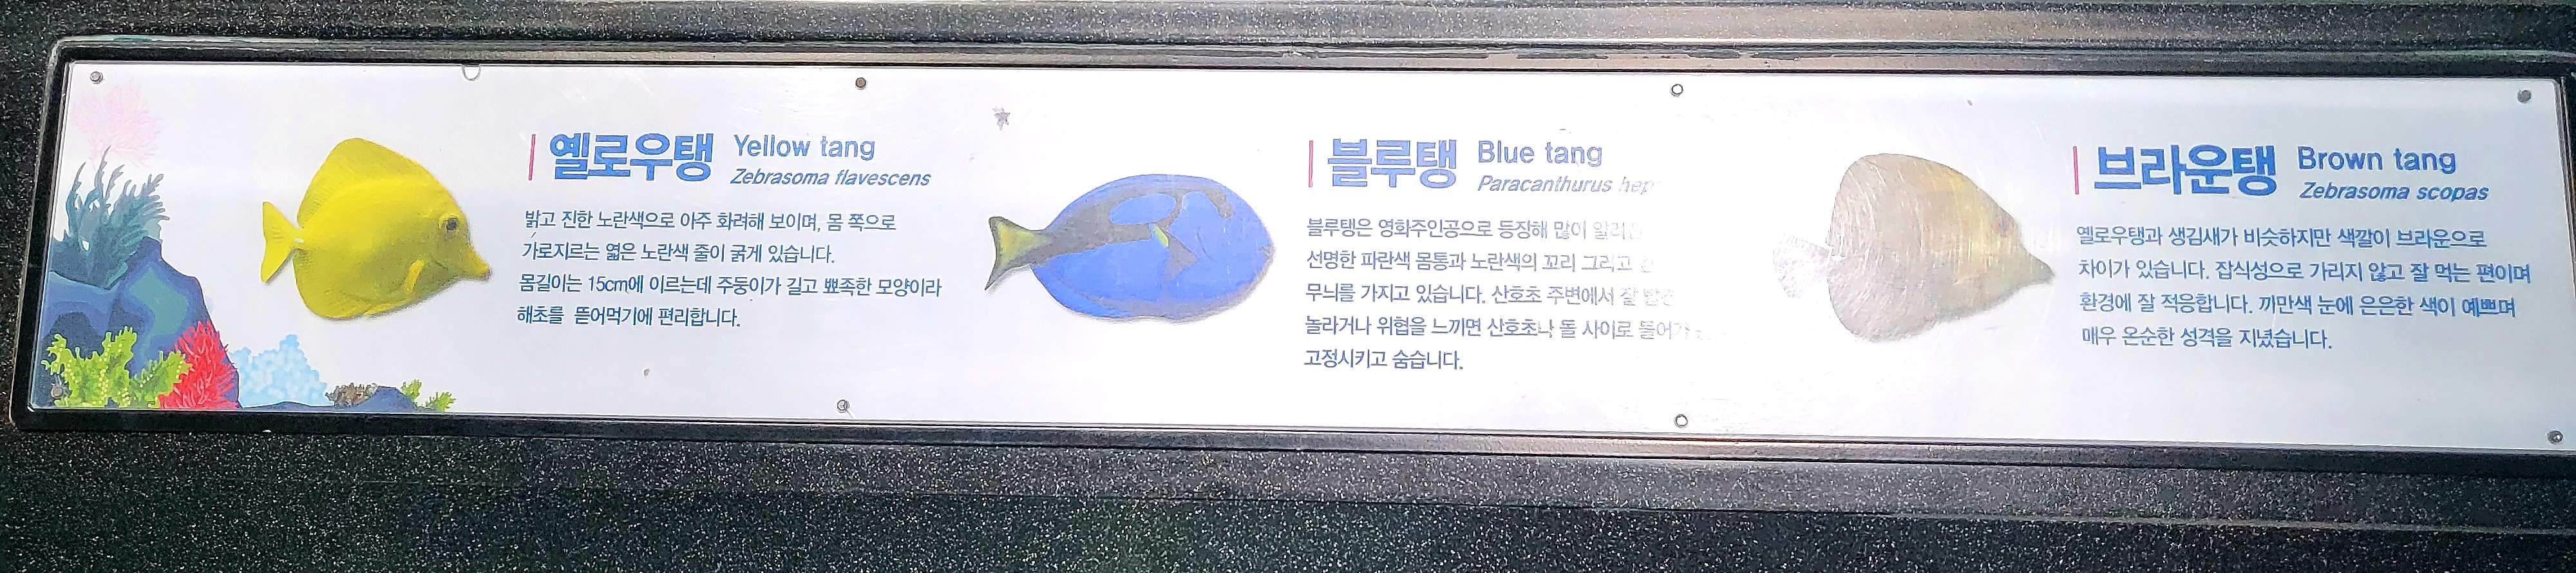 옐로우탱 Yellow tang
Zebrasoma flavescens
밝고 진한 노란색으로 아주 화려해 보이며, 몸 쪽으로
가로지르는 엷은 노란색 줄이 굵게 있습니다.
몸길이는 15cm에 이르는데 주둥이가 길고 뾰족한 모양이라
해초를 뜯어먹기에 편리합니다.
블루탱 Blue tang
Paracanthurus
블루탱은 영화주인공으로 등장해 많이
선명한 파란색 몸통과 노란색의 꼬리 그리고
무늬를 가지고 있습니다. 산호초 주변에서 잘
놀라거나 위협을 느끼면 산호초나 돌 사이로
고정시키고 숨습니다.
브라운탱 Brown tang
Zebrasoma scopas
옐로우탱과 생김새가 비슷하지만 색깔이 브라운으로
차이가 있습니다. 잡식성으로 가리지 않고 잘 먹는 편이며
환경에 잘 적응합니다. 까만색 눈에 은은한 색이 예쁘며
매우 온순한 성격을 지녔습니다.